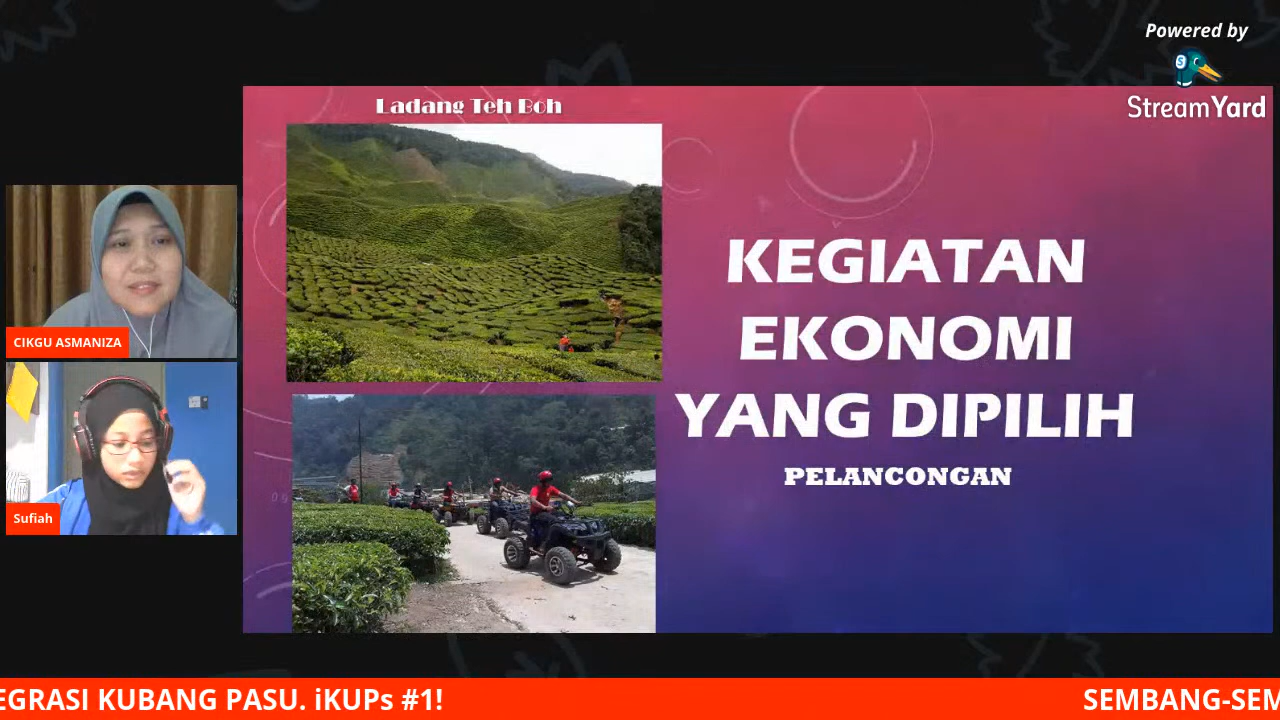 Powered by
StreamYard
Ladang Teh Boh
KEGIATAN
EKONOMI
YANG DIPILIH
PELANCONGAN
CIKGU ASMANIZA
Sufiah
EGRASI KUBANG PASU. iKUPs #1!
SEMBANG-SEM